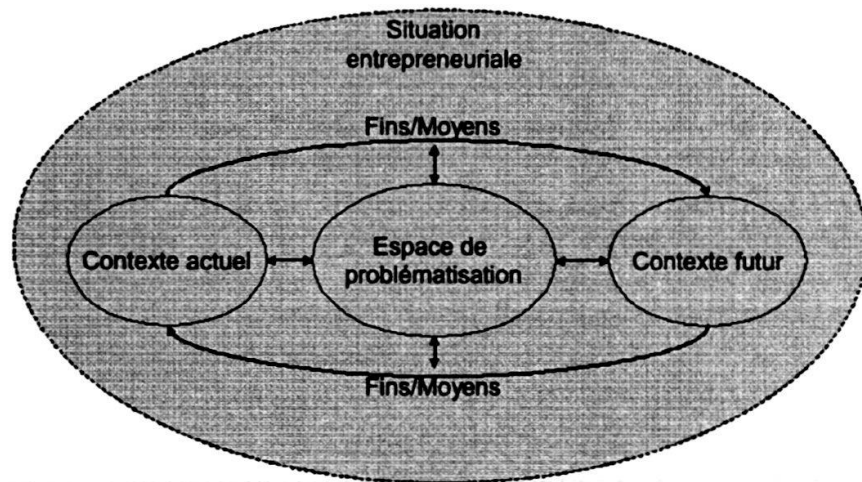 Situation
entrepreneuriale
Fins/Moyens
Contexte actuel
Espace de
problématisation
Contexte futur
Fins/Moyens